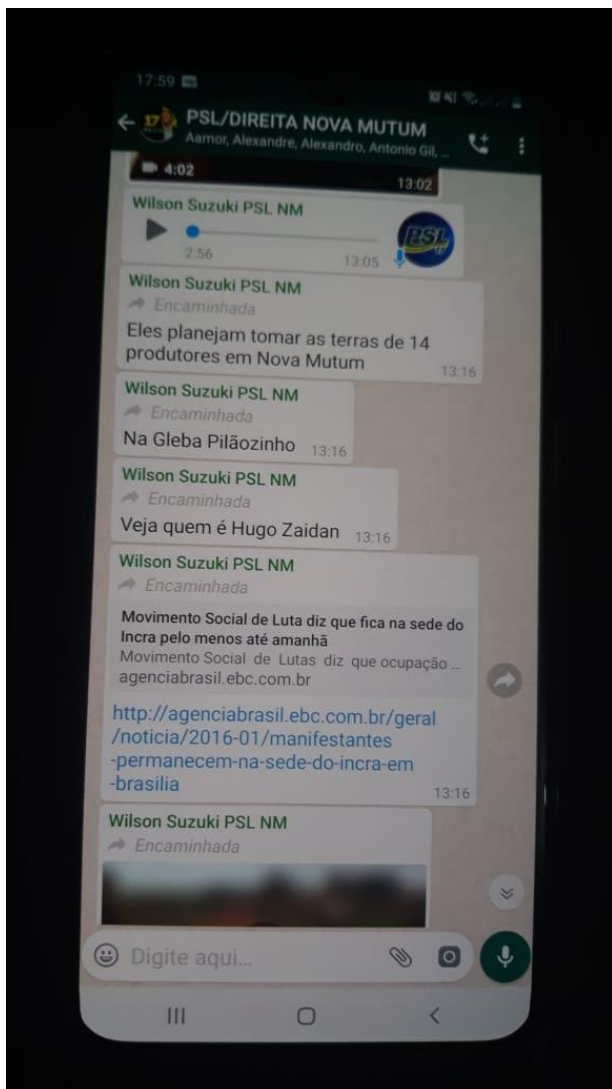 17:59
17 PSL/DIREITA NOVA MUTUM
Aamor, Alexandre, Alexandro, Antonio Gil, ...
4:02
13:02
Wilson Suzuki PSL NM
PSL
2:56
13:05
Wilson Suzuki PSL NM
Encaminhada
Eles planejam tomar as terras de 14
produtores em Nova Mutum
13:16
Wilson Suzuki PSL NM
Encaminhada
Na Gleba Pilãozinho 13:16
Wilson Suzuki PSL NM
Encaminhada
Veja quem é Hugo Zaidan 13:16
Wilson Suzuki PSL NM
Encaminhada
Movimento Social de Luta diz que fica na sede do
Incra pelo menos até amanhã
Movimento Social de Lutas diz que ocupação ...
agenciabrasil.ebc.com.br
http://agenciabrasil.ebc.com.br/geral
/noticia/2016-01/manifestantes
-permanecem-na-sede-do-incra-em
-brasilia
13:16
Wilson Suzuki PSL NM
Encaminhada
Digite aqui...